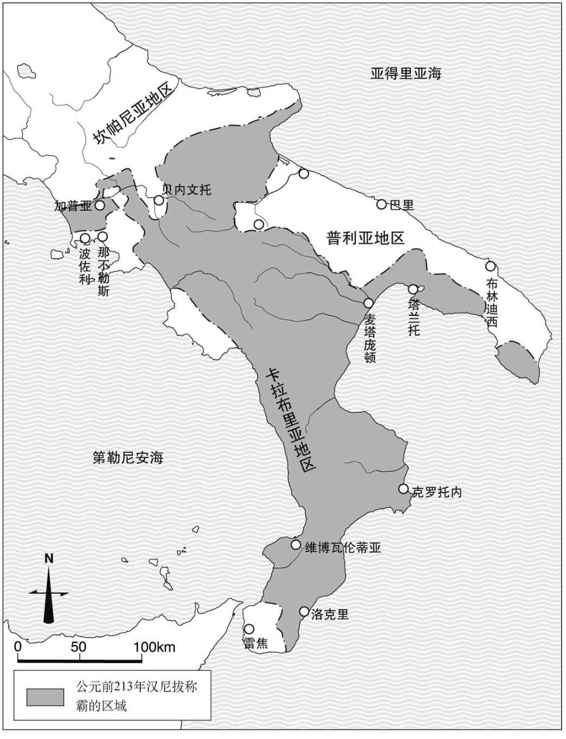 亚得里亚海
坎帕尼亚地区
贝内文托
加普亚
巴里
普利亚地区
波佐利
那不勒斯
布林迪西
塔兰托
麦塔庞顿
卡拉布里亚地区
第勒尼安海
克罗托内
维博瓦伦蒂亚
N
洛克里
雷焦
0 50 100km
公元前213年汉尼拔称
霸的区域